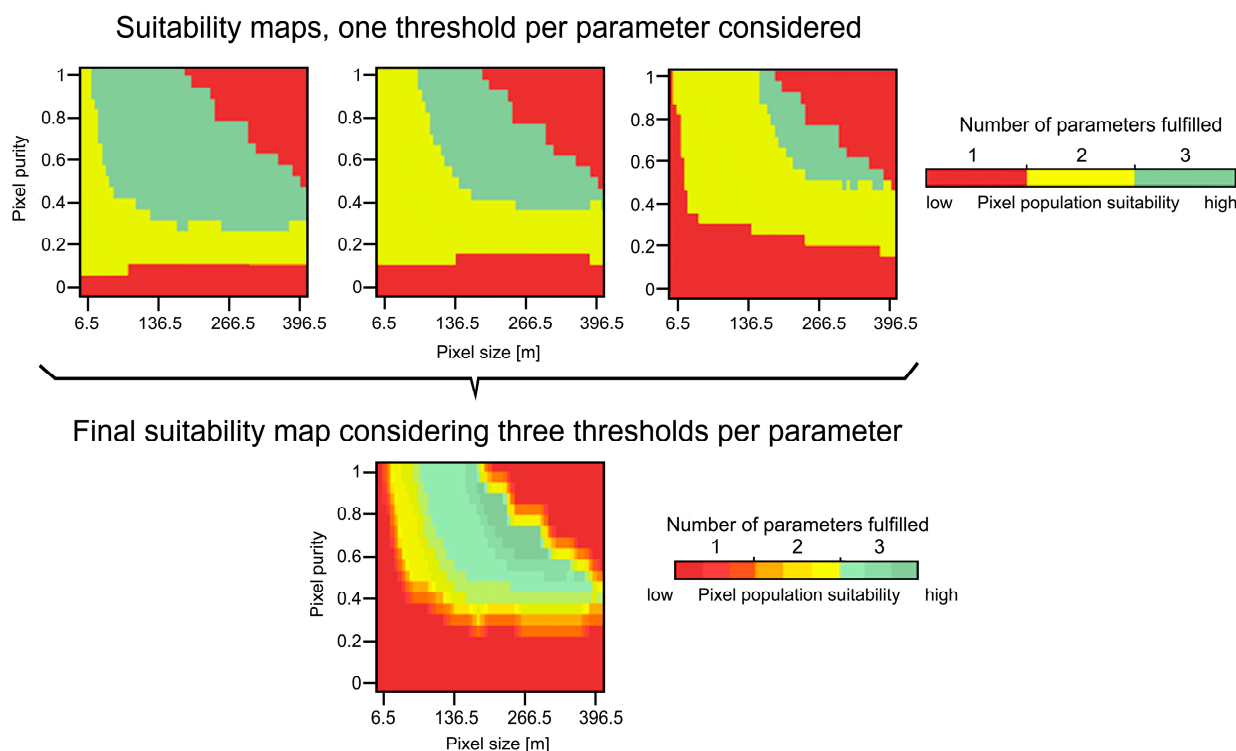 Suitability maps, one threshold per parameter considered
Pixel purity
1
0.8
0.6
0.4
0.2
0
6.5 136.5 266.5 396.5
1
0.8
0.6
0.4
0.2
0
6.5 136.5 266.5 396.5
1
0.8
0.6
0.4
0.2
0
6.5 136.5 266.5 396.5
Pixel size [m]
Number of parameters fulfilled
1 2 3
low Pixel population suitability high
Final suitability map considering three thresholds per parameter
Pixel purity
1
0.8
0.6
0.4
0.2
0
6.5 136.5 266.5 396.5
Pixel size [m]
Number of parameters fulfilled
1 2 3
low Pixel population suitability high